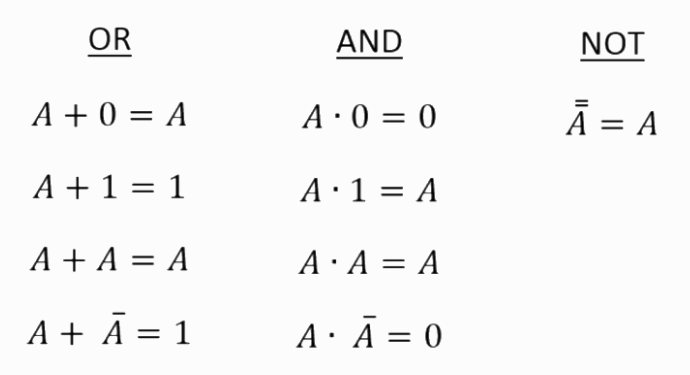 OR AND NOT
A + 0 = A A · 0 = 0 A̿ = A
A + 1 = 1 A · 1 = A
A + A = A A · A = A
A + Ā = 1 A · Ā = 0